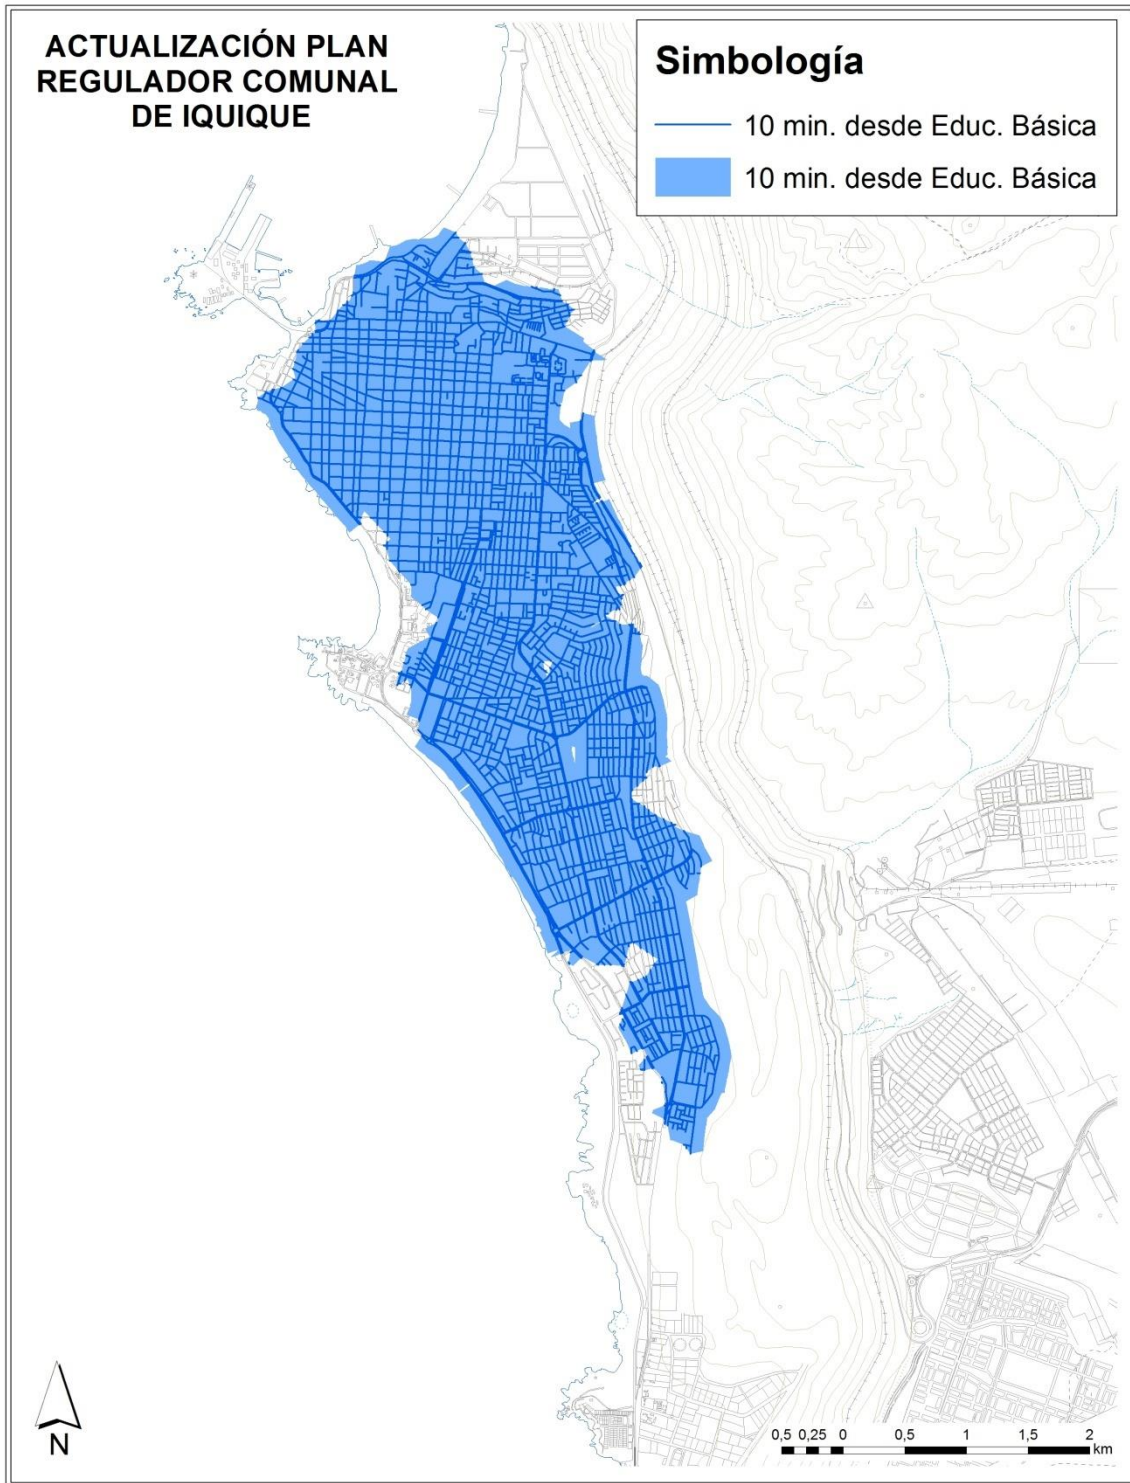 ACTUALIZACIÓN PLAN
REGULADOR COMUNAL
DE IQUIQUE
Simbología
10 min. desde Educ. Básica
10 min. desde Educ. Básica
N
0,5 0,25 0 0,5 1 1,5 2
km